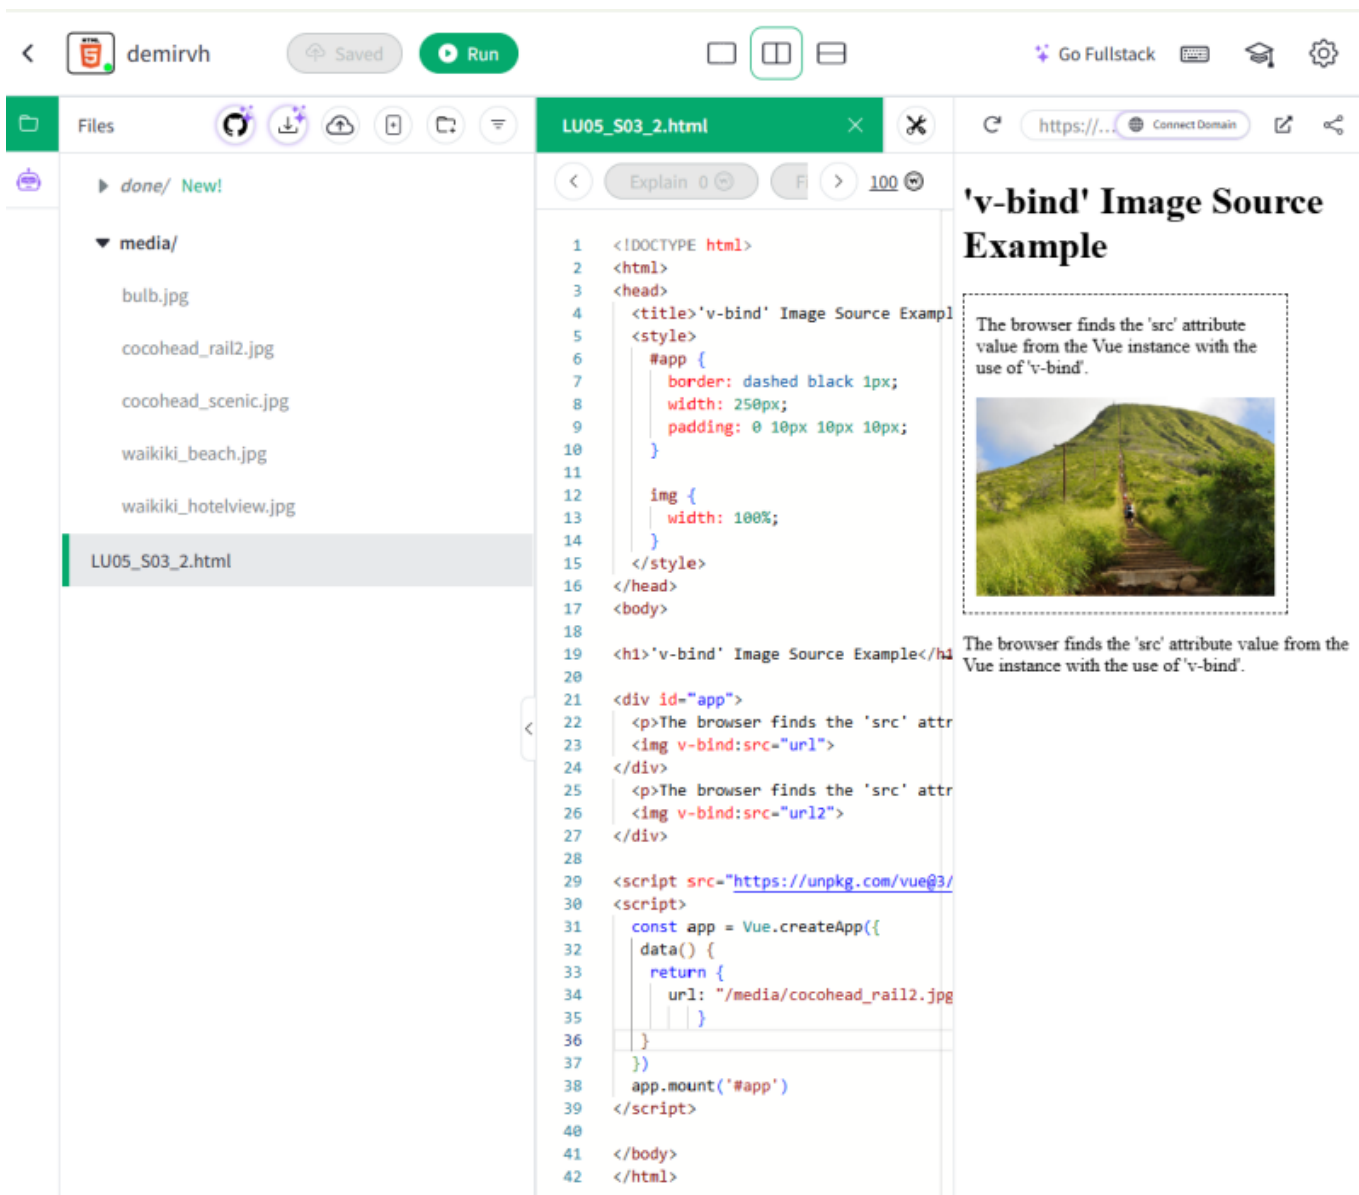 demirvh
Saved
Run
Go Fullstack
Files
LU05_S03_2.html
https://...
Connect Domain
done/ New!
media/
bulb.jpg
cocohead_rail2.jpg
cocohead_scenic.jpg
waikiki_beach.jpg
waikiki_hotelview.jpg
LU05_S03_2.html
Explain 0
100
1 <!DOCTYPE html>
2 <html>
3 <head>
4 <title>'v-bind' Image Source Exampl
5 <style>
6 #app {
7 border: dashed black 1px;
8 width: 250px;
9 padding: 0 10px 10px 10px;
10 }
11
12 img {
13 width: 100%;
14 }
15 </style>
16 </head>
17 <body>
18
19 <h1>'v-bind' Image Source Example</h1
20
21 <div id="app">
22 <p>The browser finds the 'src' attr
23 <img v-bind:src="url">
24 </div>
25 <p>The browser finds the 'src' attr
26 <img v-bind:src="url2">
27 </div>
28
29 <script src="https://unpkg.com/vue@3/
30 <script>
31 const app = Vue.createApp({
32 data() {
33 return {
34 url: "/media/cocohead_rail2.jpg
35 }
36 }
37 })
38 app.mount('#app')
39 </script>
40
41 </body>
42 </html>
'v-bind' Image Source
Example
The browser finds the 'src' attribute
value from the Vue instance with the
use of 'v-bind'.
The browser finds the 'src' attribute value from the
Vue instance with the use of 'v-bind'.